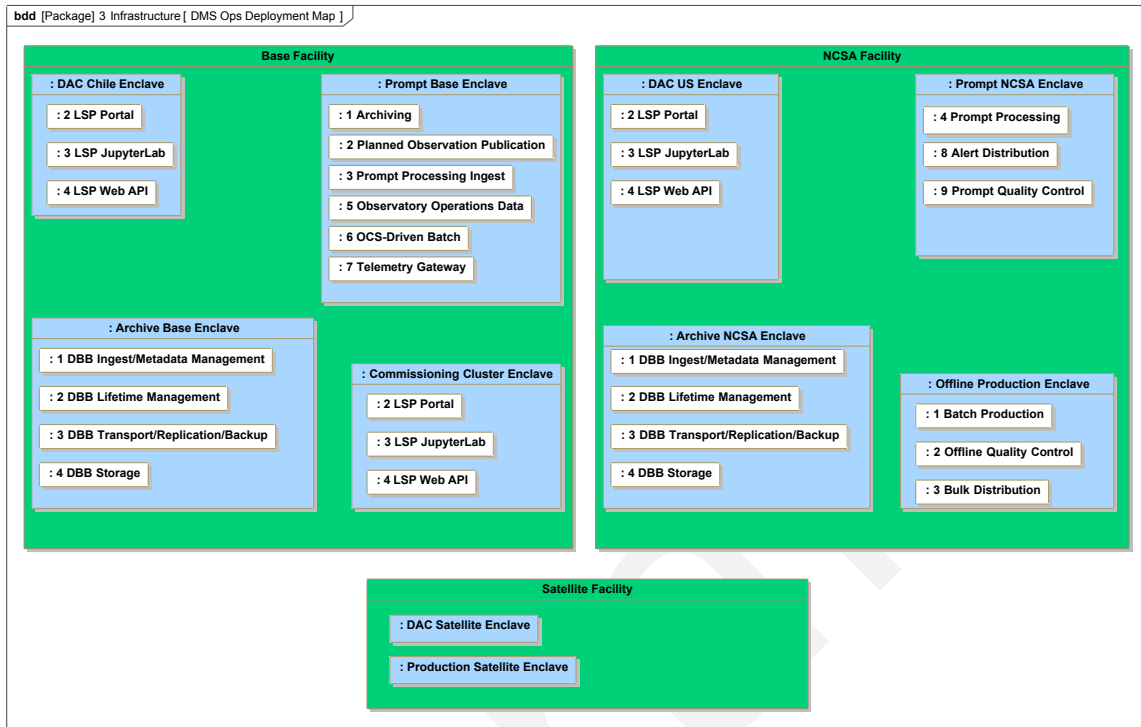 bdd [Package] 3 Infrastructure [ DMS Ops Deployment Map ]
Base Facility
: DAC Chile Enclave
: 2 LSP Portal
: 3 LSP JupyterLab
: 4 LSP Web API
: Prompt Base Enclave
: 1 Archiving
: 2 Planned Observation Publication
: 3 Prompt Processing Ingest
: 5 Observatory Operations Data
: 6 OCS-Driven Batch
: 7 Telemetry Gateway
: Archive Base Enclave
: 1 DBB Ingest/Metadata Management
: 2 DBB Lifetime Management
: 3 DBB Transport/Replication/Backup
: 4 DBB Storage
: Commissioning Cluster Enclave
: 2 LSP Portal
: 3 LSP JupyterLab
: 4 LSP Web API
NCSA Facility
: DAC US Enclave
: 2 LSP Portal
: 3 LSP JupyterLab
: 4 LSP Web API
: Prompt NCSA Enclave
: 4 Prompt Processing
: 8 Alert Distribution
: 9 Prompt Quality Control
: Archive NCSA Enclave
: 1 DBB Ingest/Metadata Management
: 2 DBB Lifetime Management
: 3 DBB Transport/Replication/Backup
: 4 DBB Storage
: Offline Production Enclave
: 1 Batch Production
: 2 Offline Quality Control
: 3 Bulk Distribution
Satellite Facility
: DAC Satellite Enclave
: Production Satellite Enclave